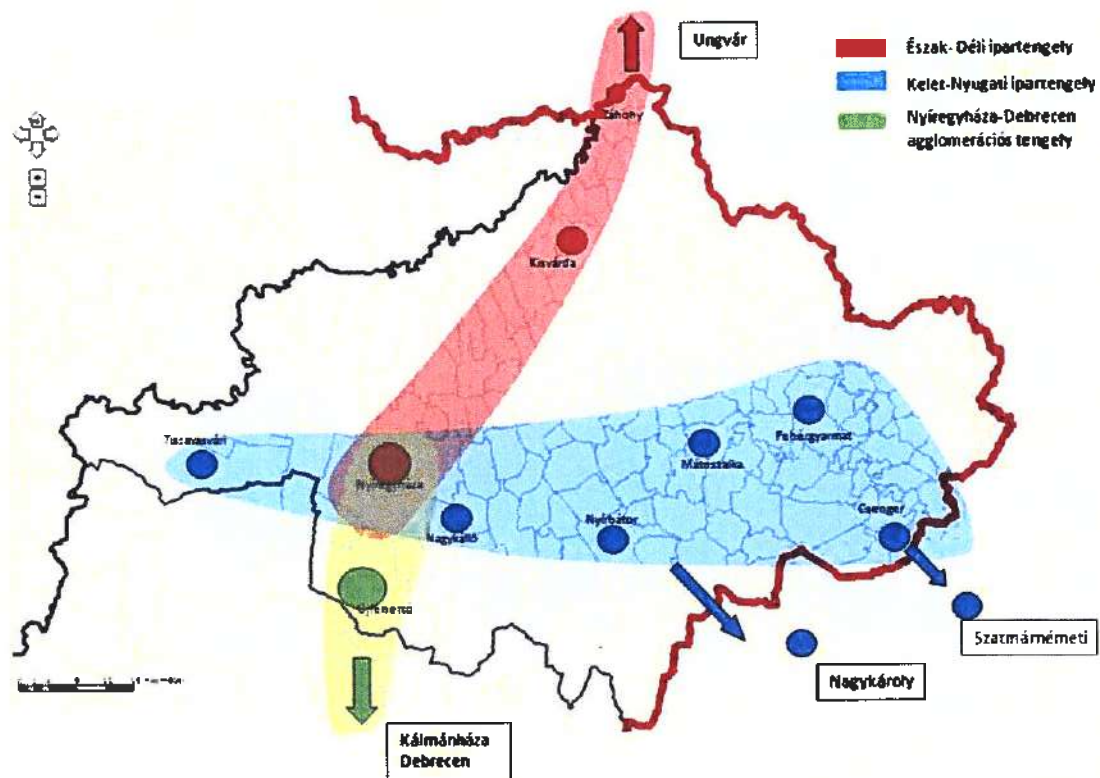 Ungvár
Észak- Déli ipartengely
Kelet-Nyugati ipartengely
Nyíregyháza-Debrecen
agglomerációs tengely
Záhony
Kisvárda
Tiszavasvári
Nyíregyháza
Nagykálló
Nyírbátor
Mátészalka
Fehérgyarmat
Csenger
Újfehértó
Szatmárnémeti
Nagykároly
Kálmánháza
Debrecen